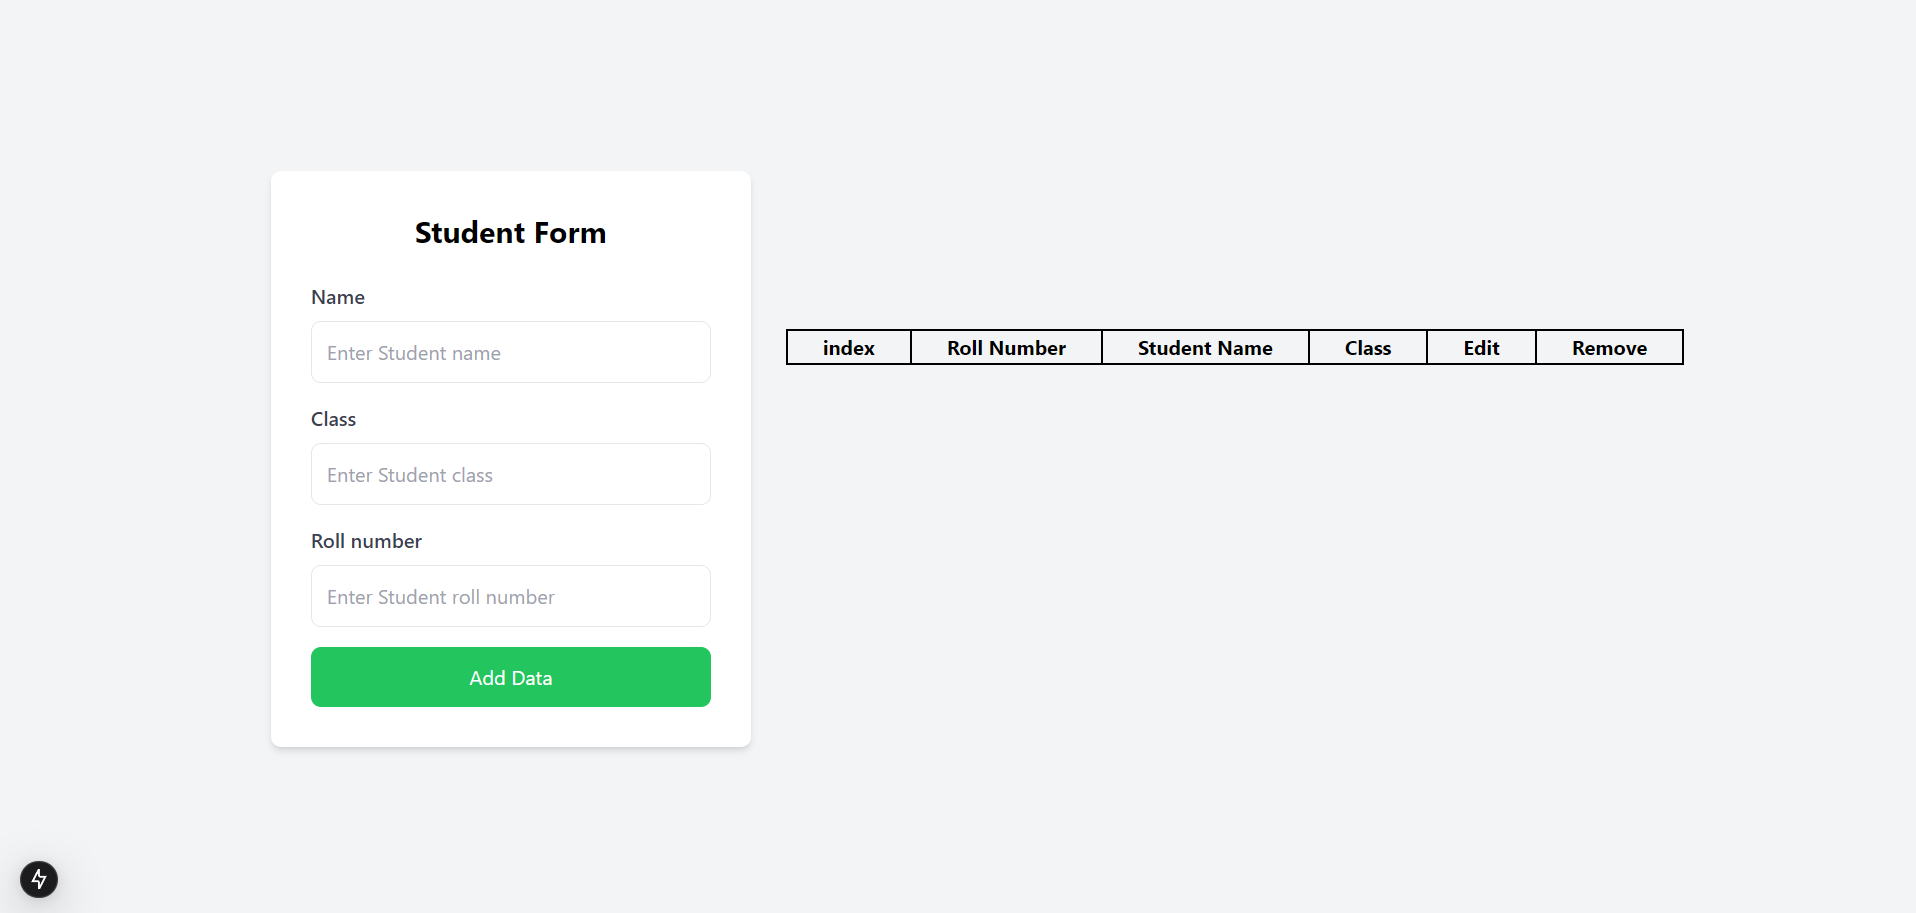 Student Form
Name
Enter Student name
Class
Enter Student class
Roll number
Enter Student roll number
Add Data
index Roll Number Student Name Class Edit Remove